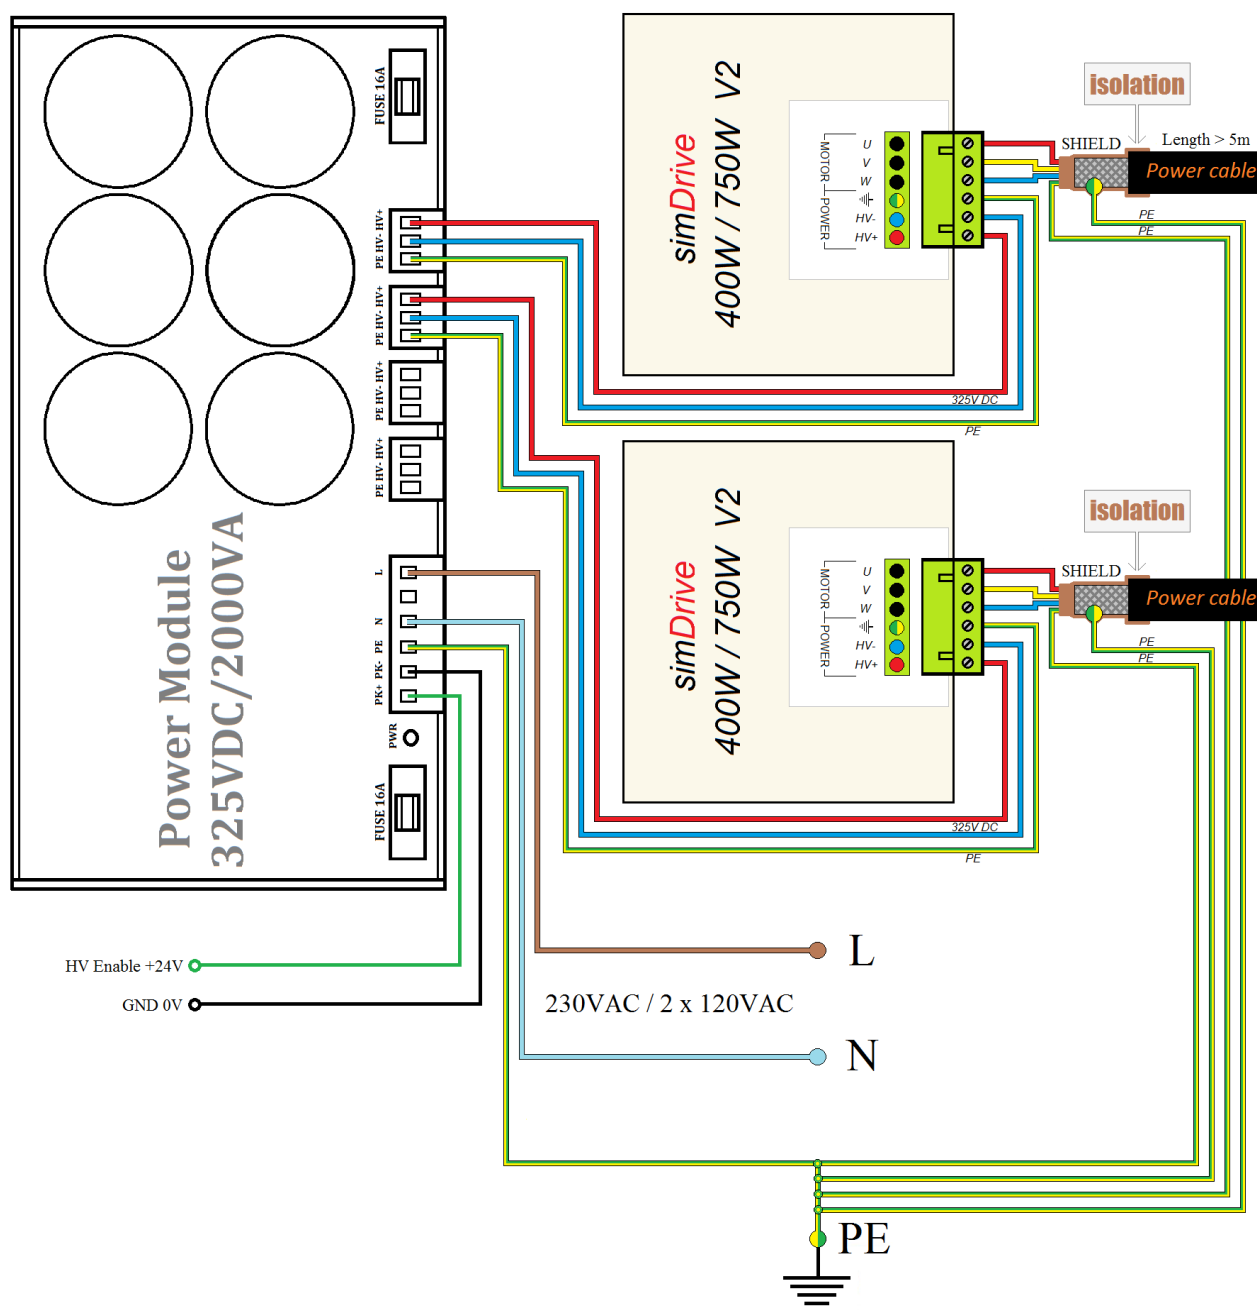 FUSE 16A
PE HV- HV+
PE HV- HV+
PE HV- HV+
PE HV- HV+
L
N
PE
PK-
PK+
PWR
FUSE 16A
Power Module
325VDC/2000VA
simDrive
400W / 750W V2
MOTOR
POWER
U
V
W
HV-
HV+
isolation
SHIELD
Length > 5m
Power cable
PE
PE
325V DC
PE
simDrive
400W / 750W V2
MOTOR
POWER
U
V
W
HV-
HV+
isolation
SHIELD
Power cable
PE
PE
325V DC
PE
HV Enable +24V
GND 0V
L
230VAC / 2 x 120VAC
N
PE